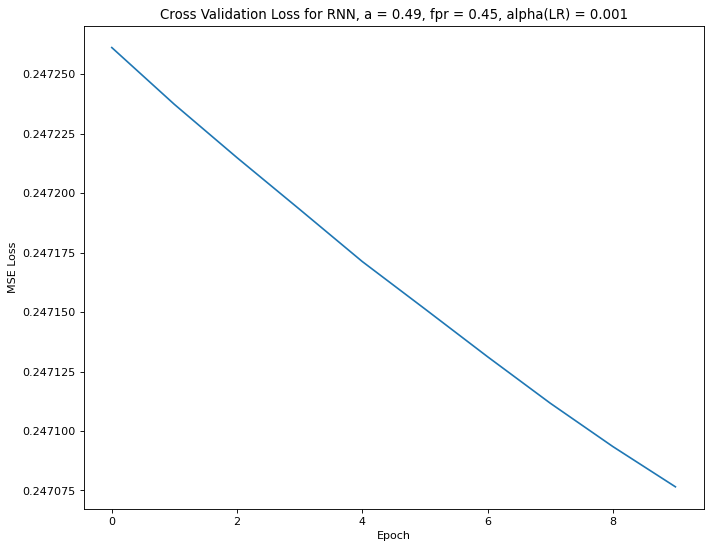 Cross Validation Loss for RNN, a = 0.49, fpr = 0.45, alpha(LR) = 0.001
0.247250
0.247225
0.247200
0.247175
0.247150
0.247125
0.247100
0.247075
MSE Loss
0 2 4 6 8
Epoch